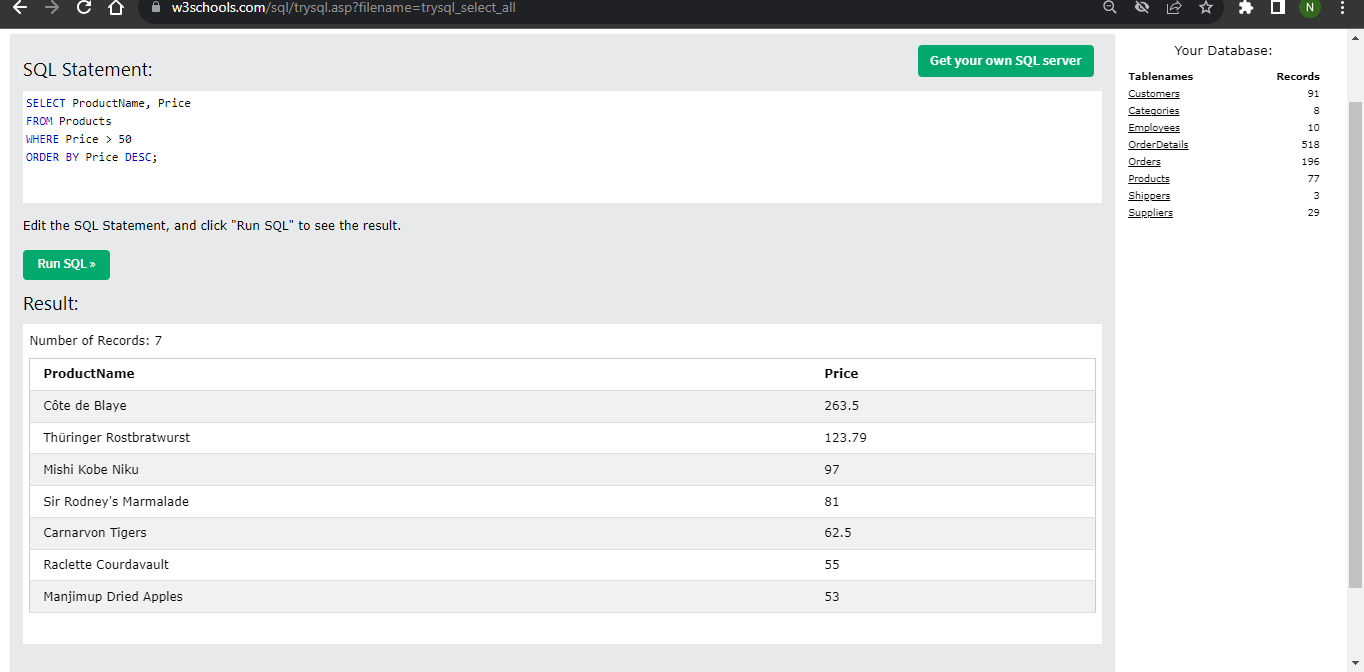 w3schools.com/sql/trysql.asp?filename=trysql_select_all
N
SQL Statement:
Get your own SQL server
SELECT ProductName, Price
FROM Products
WHERE Price > 50
ORDER BY Price DESC;
Edit the SQL Statement, and click "Run SQL" to see the result.
Run SQL »
Result:
Number of Records: 7
ProductName Price
Côte de Blaye 263.5
Thüringer Rostbratwurst 123.79
Mishi Kobe Niku 97
Sir Rodney's Marmalade 81
Carnarvon Tigers 62.5
Raclette Courdavault 55
Manjimup Dried Apples 53
Your Database:
Tablenames Records
Customers 91
Categories 8
Employees 10
OrderDetails 518
Orders 196
Products 77
Shippers 3
Suppliers 29